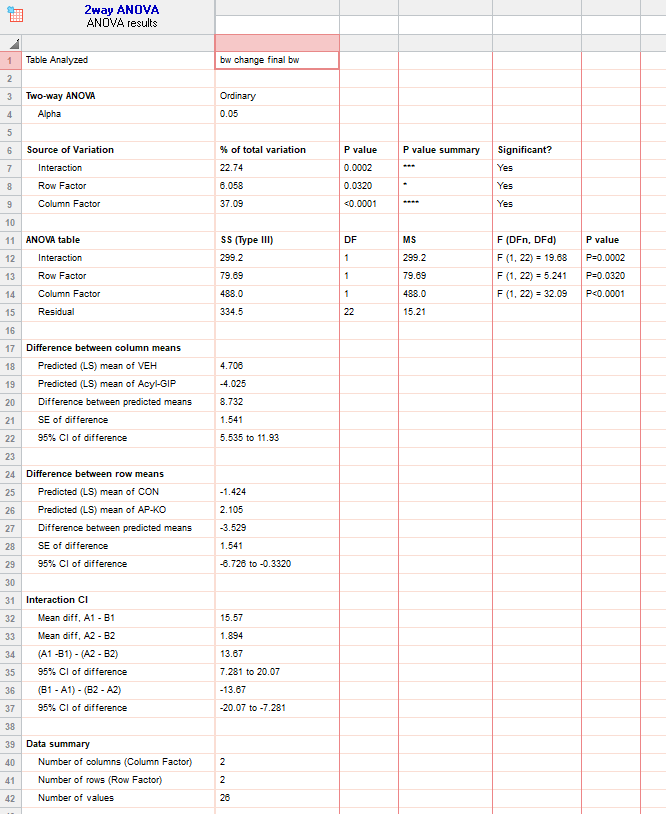 2way ANOVA
ANOVA results
1 Table Analyzed bw change final bw
2
3 Two-way ANOVA Ordinary
4 Alpha 0.05
5
6 Source of Variation % of total variation P value P value summary Significant?
7 Interaction 22.74 0.0002 *** Yes
8 Row Factor 6.058 0.0320 * Yes
9 Column Factor 37.09 <0.0001 **** Yes
10
11 ANOVA table SS (Type III) DF MS F (DFn, DFd) P value
12 Interaction 299.2 1 299.2 F (1, 22) = 19.68 P=0.0002
13 Row Factor 79.69 1 79.69 F (1, 22) = 5.241 P=0.0320
14 Column Factor 488.0 1 488.0 F (1, 22) = 32.09 P<0.0001
15 Residual 334.5 22 15.21
16
17 Difference between column means
18 Predicted (LS) mean of VEH 4.706
19 Predicted (LS) mean of Acyl-GIP -4.025
20 Difference between predicted means 8.732
21 SE of difference 1.541
22 95% CI of difference 5.535 to 11.93
23
24 Difference between row means
25 Predicted (LS) mean of CON -1.424
26 Predicted (LS) mean of AP-KO 2.105
27 Difference between predicted means -3.529
28 SE of difference 1.541
29 95% CI of difference -6.726 to -0.3320
30
31 Interaction CI
32 Mean diff, A1 - B1 15.57
33 Mean diff, A2 - B2 1.894
34 (A1 -B1) - (A2 - B2) 13.67
35 95% CI of difference 7.281 to 20.07
36 (B1 - A1) - (B2 - A2) -13.67
37 95% CI of difference -20.07 to -7.281
38
39 Data summary
40 Number of columns (Column Factor) 2
41 Number of rows (Row Factor) 2
42 Number of values 26